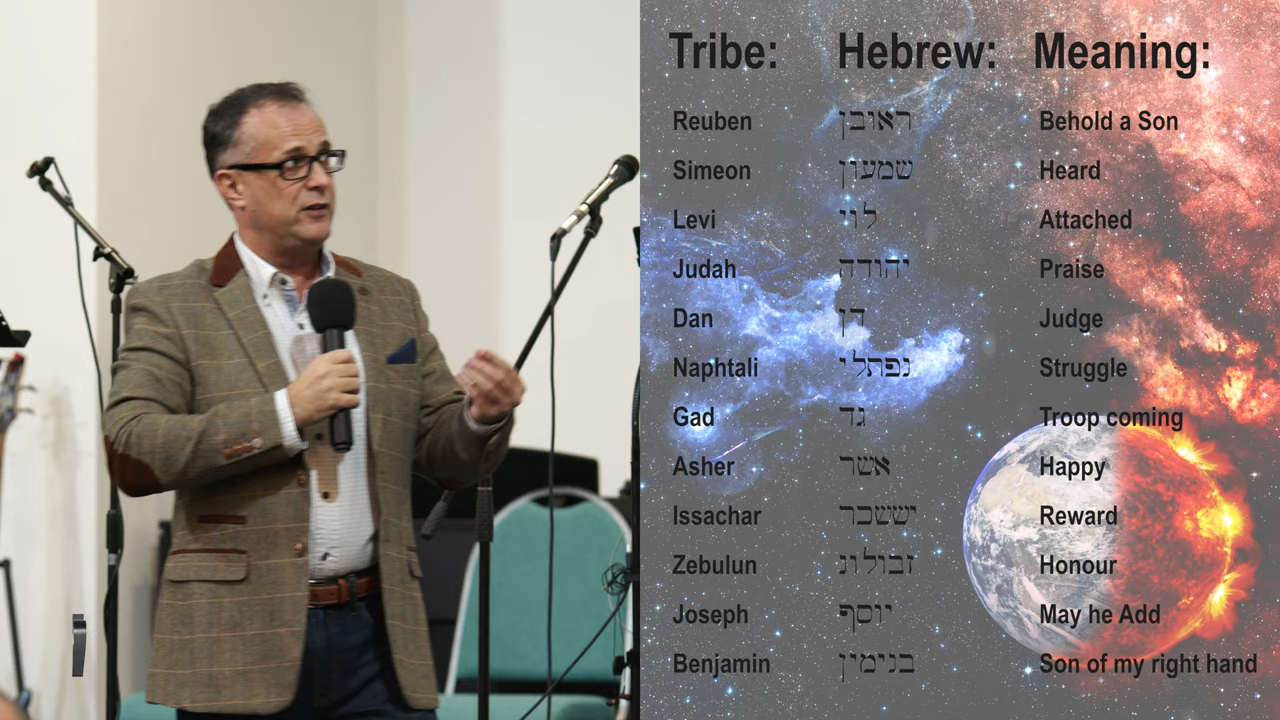 Tribe: Hebrew: Meaning:
Reuben ראובן Behold a Son
Simeon שמעון Heard
Levi לוי Attached
Judah יהודה Praise
Dan דן Judge
Naphtali נפתלי Struggle
Gad גד Troop coming
Asher אשר Happy
Issachar יששכר Reward
Zebulun זבולונ Honour
Joseph יוסף May he Add
Benjamin בנימין Son of my right hand